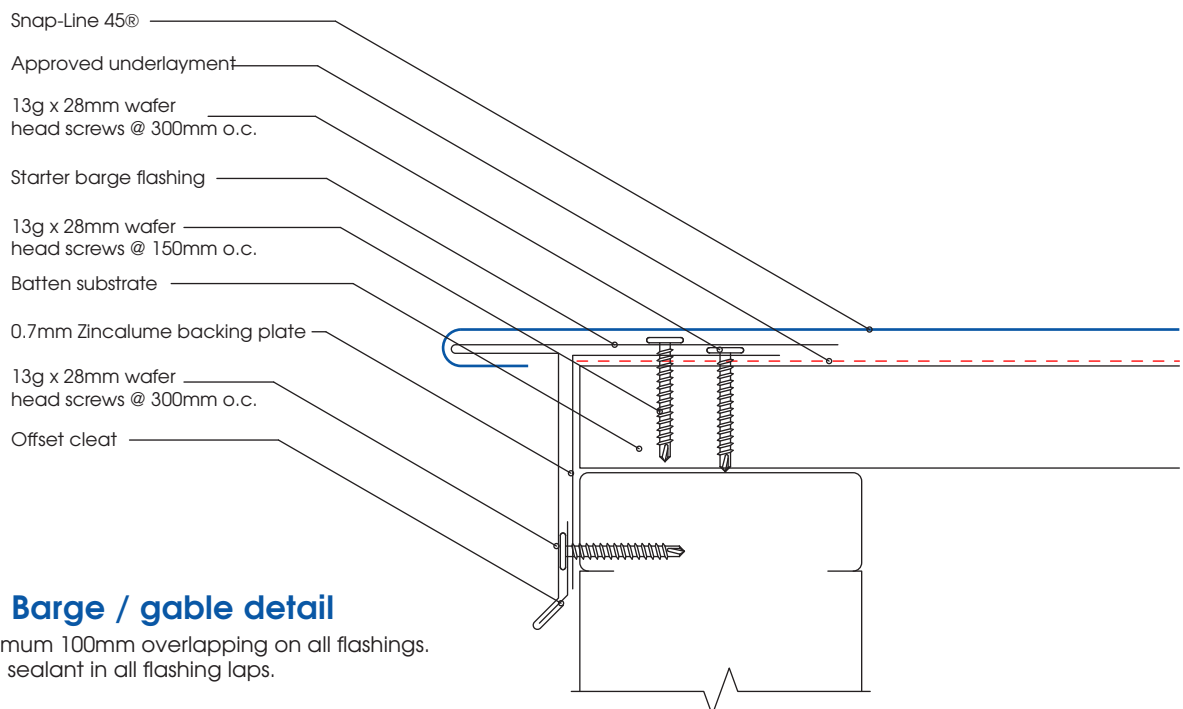 Snap-Line 45®
Approved underlayment
13g x 28mm wafer
head screws @ 300mm o.c.
Starter barge flashing
13g x 28mm wafer
head screws @ 150mm o.c.
Batten substrate
0.7mm Zincalume backing plate
13g x 28mm wafer
head screws @ 300mm o.c.
Offset cleat
Barge / gable detail
mum 100mm overlapping on all flashings.
sealant in all flashing laps.